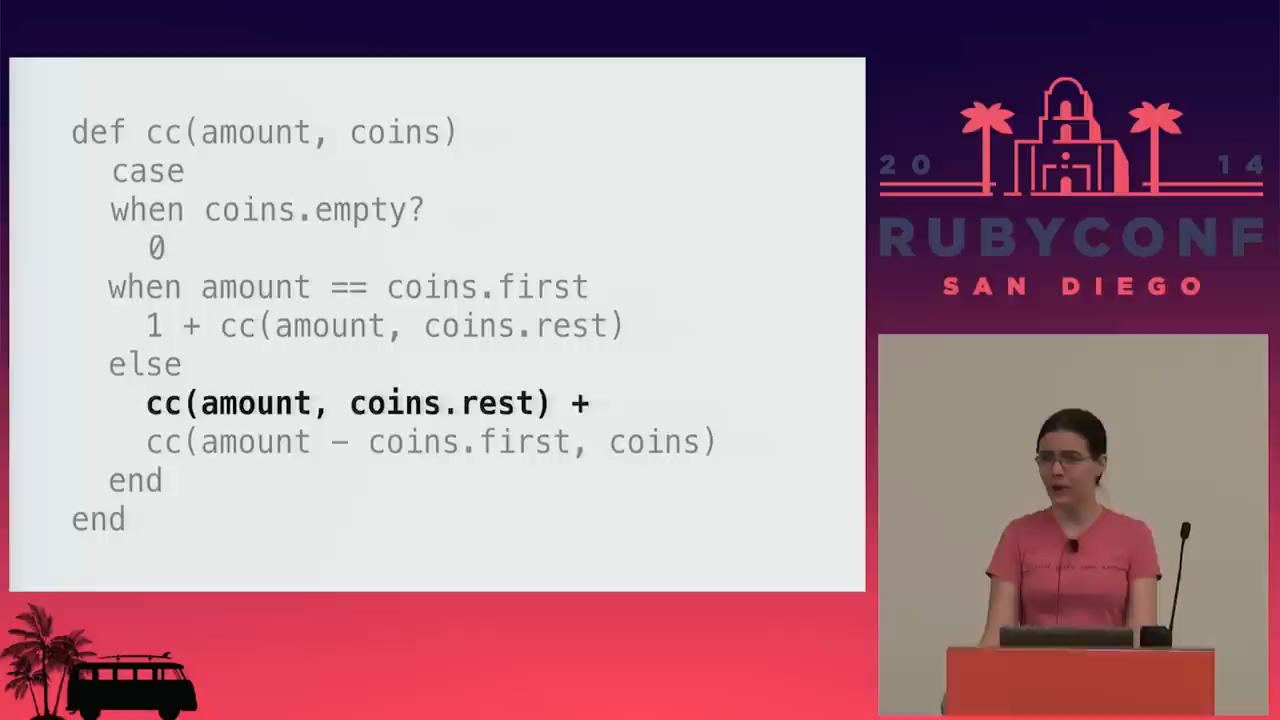 def cc(amount, coins)
case
when coins.empty?
0
when amount == coins.first
1 + cc(amount, coins.rest)
else
cc(amount, coins.rest) +
cc(amount – coins.first, coins)
end
end
20 14
RUBYCONF
SAN DIEGO